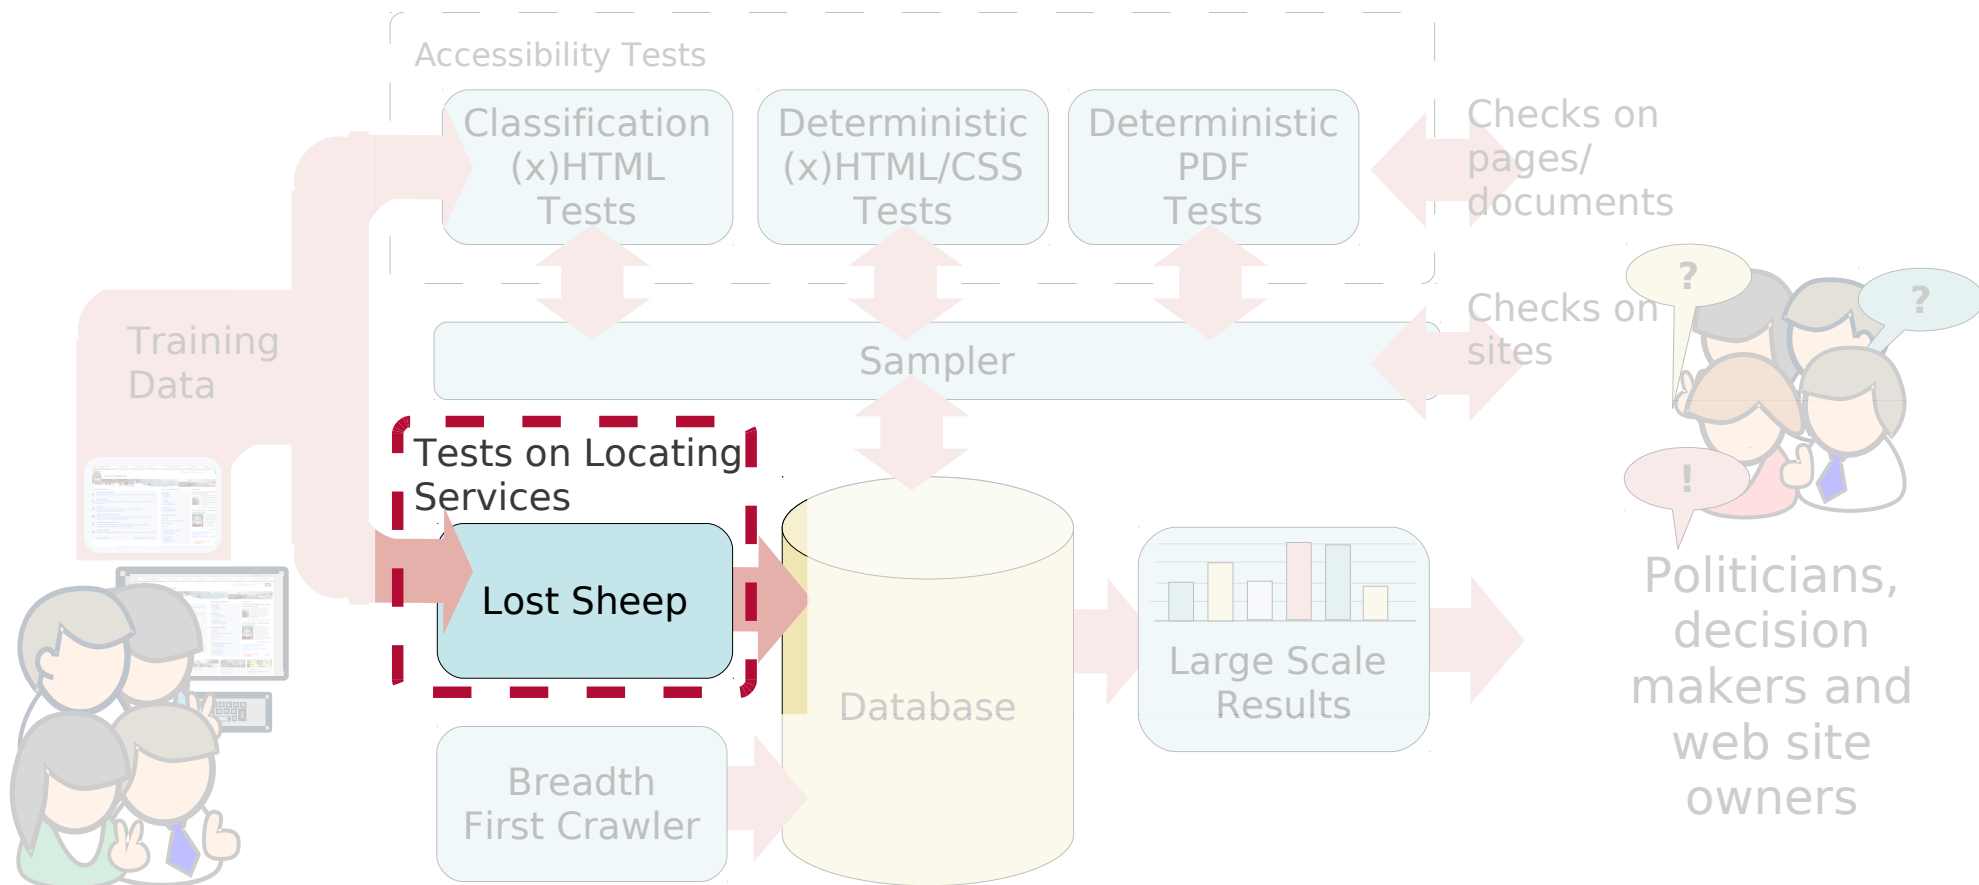 Accessibility Tests
Classification
(x)HTML
Tests
Deterministic
(x)HTML/CSS
Tests
Deterministic
PDF
Tests
Checks on
pages/
documents
Training
Data
Sampler
Checks on
sites
?
?
!
Tests on Locating
Services
Lost Sheep
Database
Large Scale
Results
Breadth
First Crawler
Politicians,
decision
makers and
web site
owners